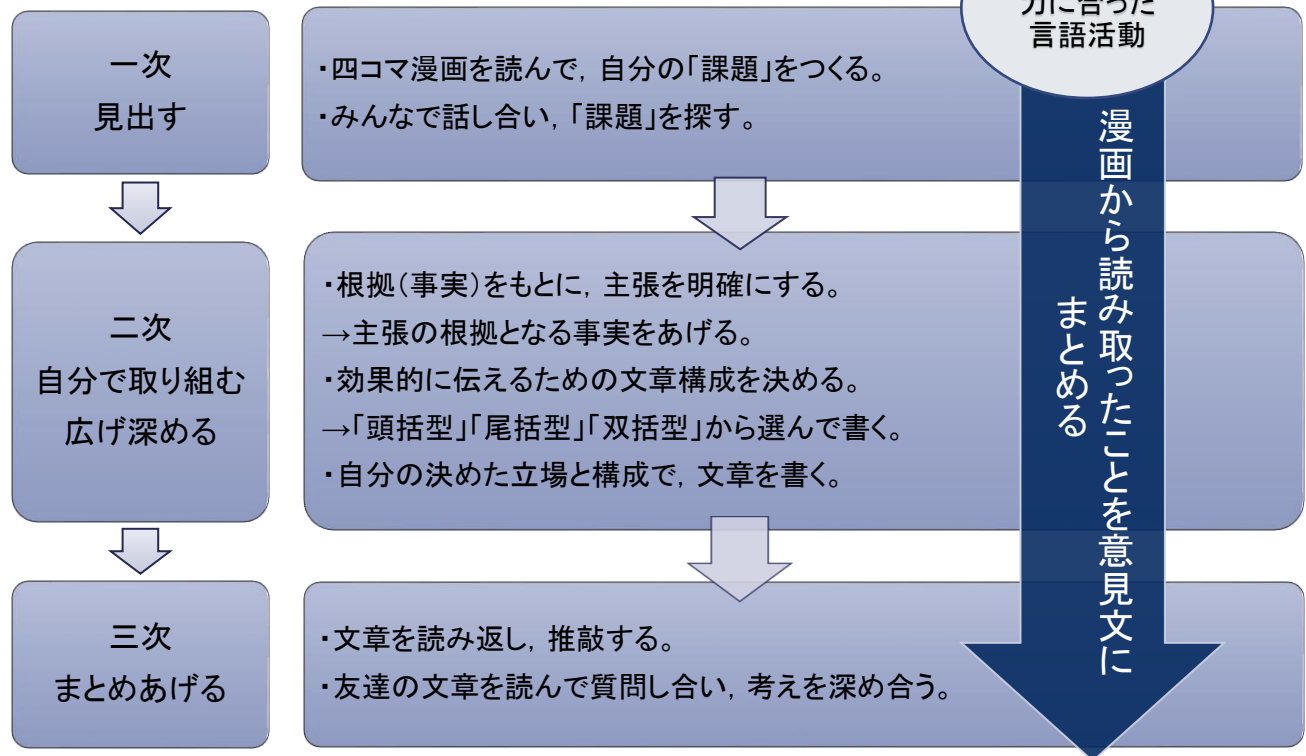 力に合った
言語活動
一次
見出す
・四コマ漫画を読んで，自分の「課題」をつくる。
・みんなで話し合い，「課題」を探す。
二次
自分で取り組む
広げ深める
・根拠（事実）をもとに，主張を明確にする。
→主張の根拠となる事実をあげる。
・効果的に伝えるための文章構成を決める。
→「頭括型」「尾括型」「双括型」から選んで書く。
・自分の決めた立場と構成で，文章を書く。
三次
まとめあげる
・文章を読み返し，推敲する。
・友達の文章を読んで質問し合い，考えを深め合う。
漫画から読み取ったことを意見文に
まとめる